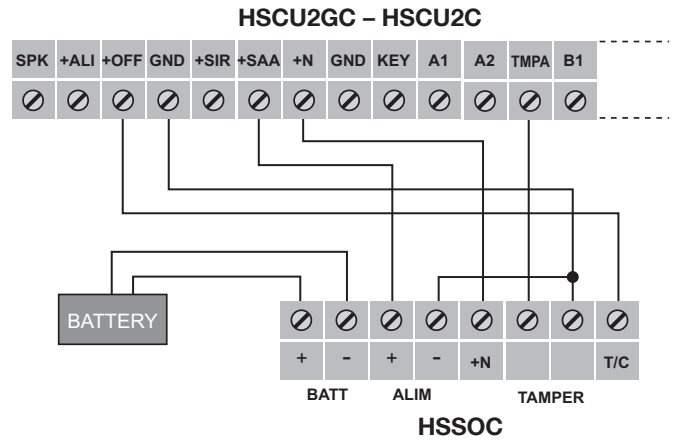 HSCU2GC – HSCU2C
SPK +ALI +OFF GND +SIR +SAA +N GND KEY A1 A2 TMPA B1
BATTERY
+ - + - +N T/C
BATT ALIM TAMPER
HSSOC